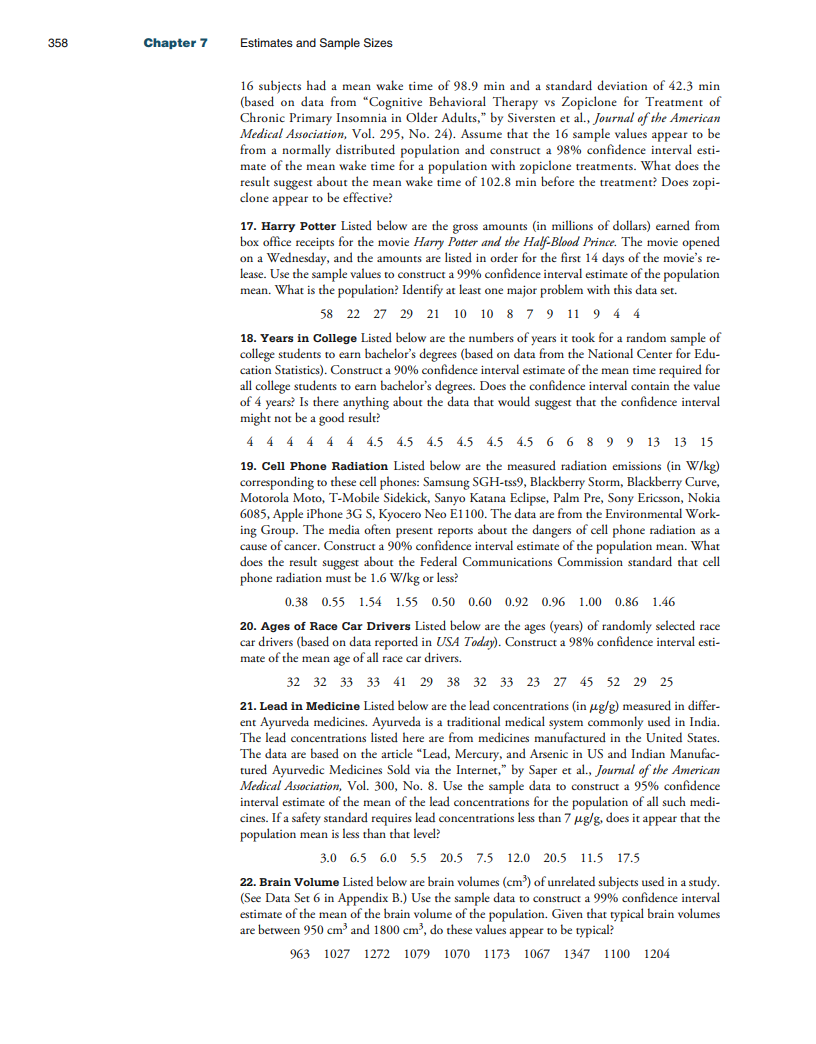 358 Chapter 7 Estimates and Sample Sizes
16 subjects had a mean wake time of 98.9 min and a standard deviation of 42.3 min
(based on data from “Cognitive Behavioral Therapy vs Zopiclone for Treatment of
Chronic Primary Insomnia in Older Adults,” by Siversten et al., Journal of the American
Medical Association, Vol. 295, No. 24). Assume that the 16 sample values appear to be
from a normally distributed population and construct a 98% confidence interval esti-
mate of the mean wake time for a population with zopiclone treatments. What does the
result suggest about the mean wake time of 102.8 min before the treatment? Does zopi-
clone appear to be effective?
17. Harry Potter Listed below are the gross amounts (in millions of dollars) earned from
box office receipts for the movie Harry Potter and the Half-Blood Prince. The movie opened
on a Wednesday, and the amounts are listed in order for the first 14 days of the movie’s re-
lease. Use the sample values to construct a 99% confidence interval estimate of the population
mean. What is the population? Identify at least one major problem with this data set.
58 22 27 29 21 10 10 8 7 9 11 9 4 4
18. Years in College Listed below are the numbers of years it took for a random sample of
college students to earn bachelor’s degrees (based on data from the National Center for Edu-
cation Statistics). Construct a 90% confidence interval estimate of the mean time required for
all college students to earn bachelor’s degrees. Does the confidence interval contain the value
of 4 years? Is there anything about the data that would suggest that the confidence interval
might not be a good result?
4 4 4 4 4 4 4.5 4.5 4.5 4.5 4.5 4.5 6 6 8 9 9 13 13 15
19. Cell Phone Radiation Listed below are the measured radiation emissions (in W/kg)
corresponding to these cell phones: Samsung SGH-tss9, Blackberry Storm, Blackberry Curve,
Motorola Moto, T-Mobile Sidekick, Sanyo Katana Eclipse, Palm Pre, Sony Ericsson, Nokia
6085, Apple iPhone 3G S, Kyocero Neo E1100. The data are from the Environmental Work-
ing Group. The media often present reports about the dangers of cell phone radiation as a
cause of cancer. Construct a 90% confidence interval estimate of the population mean. What
does the result suggest about the Federal Communications Commission standard that cell
phone radiation must be 1.6 W/kg or less?
0.38 0.55 1.54 1.55 0.50 0.60 0.92 0.96 1.00 0.86 1.46
20. Ages of Race Car Drivers Listed below are the ages (years) of randomly selected race
car drivers (based on data reported in USA Today). Construct a 98% confidence interval esti-
mate of the mean age of all race car drivers.
32 32 33 33 41 29 38 32 33 23 27 45 52 29 25
21. Lead in Medicine Listed below are the lead concentrations (in μg/g) measured in differ-
ent Ayurveda medicines. Ayurveda is a traditional medical system commonly used in India.
The lead concentrations listed here are from medicines manufactured in the United States.
The data are based on the article “Lead, Mercury, and Arsenic in US and Indian Manufac-
tured Ayurvedic Medicines Sold via the Internet,” by Saper et al., Journal of the American
Medical Association, Vol. 300, No. 8. Use the sample data to construct a 95% confidence
interval estimate of the mean of the lead concentrations for the population of all such medi-
cines. If a safety standard requires lead concentrations less than 7 μg/g, does it appear that the
population mean is less than that level?
3.0 6.5 6.0 5.5 20.5 7.5 12.0 20.5 11.5 17.5
22. Brain Volume Listed below are brain volumes (cm³) of unrelated subjects used in a study.
(See Data Set 6 in Appendix B.) Use the sample data to construct a 99% confidence interval
estimate of the mean of the brain volume of the population. Given that typical brain volumes
are between 950 cm³ and 1800 cm³, do these values appear to be typical?
963 1027 1272 1079 1070 1173 1067 1347 1100 1204